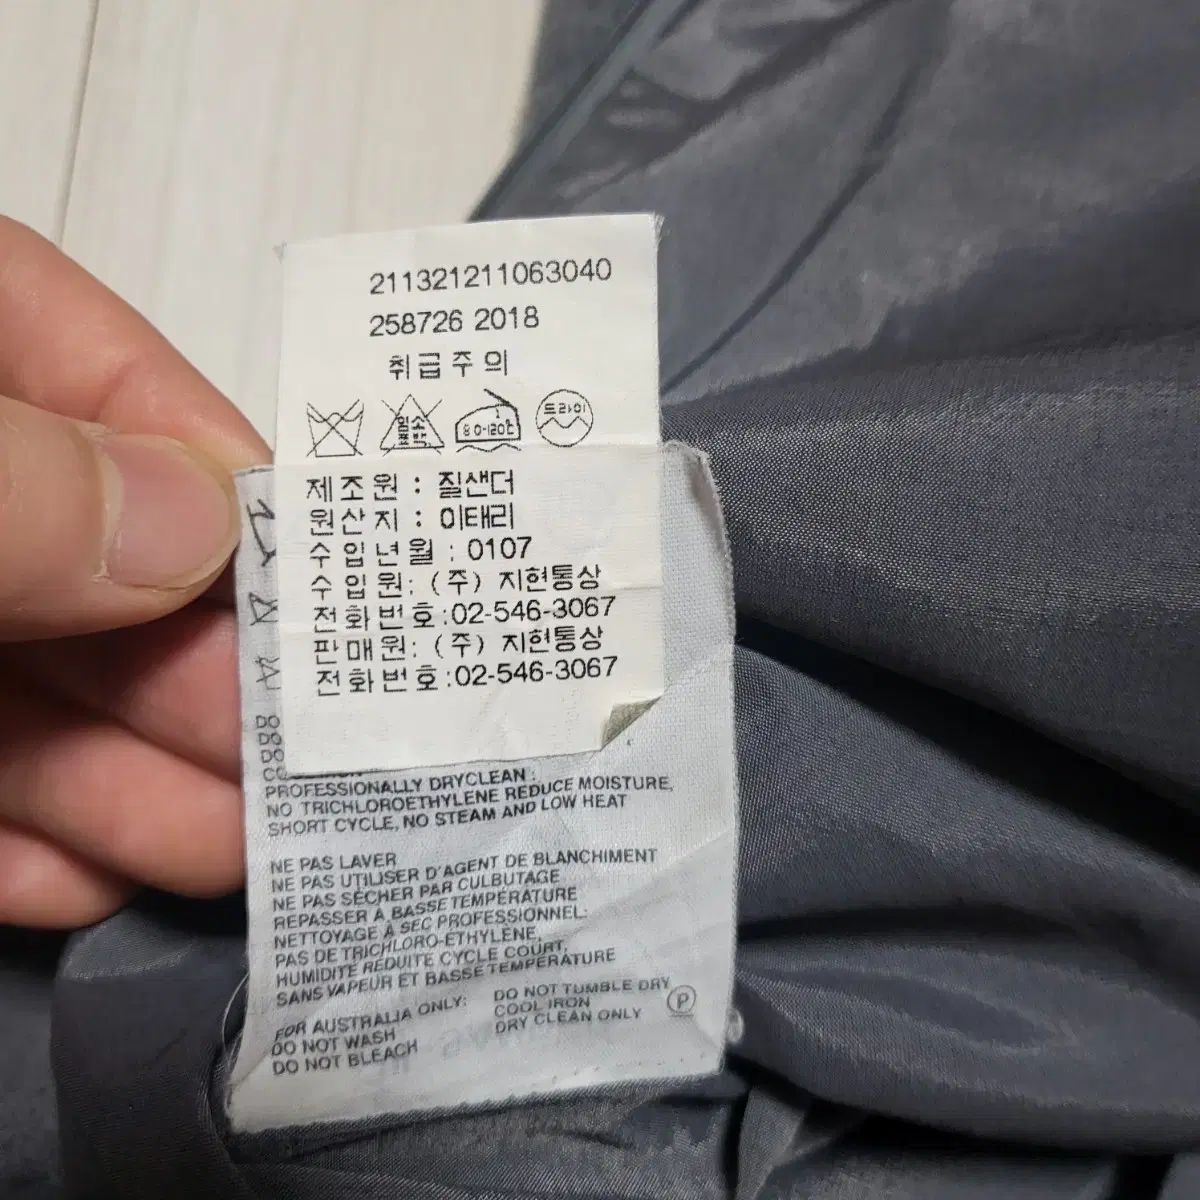 211321211063040
258726 2018
취급주의
염소표백
80-120℃
드라이
제조원 : 질샌더
원산지 : 이태리
수입년월 : 0107
수입원: (주) 지현통상
전화번호:02-546-3067
판매원: (주) 지현통상
전화번호:02-546-3067
PROFESSIONALLY DRYCLEAN :
NO TRICHLOROETHYLENE REDUCE MOISTURE,
SHORT CYCLE, NO STEAM AND LOW HEAT
NE PAS LAVER
NE PAS UTILISER D'AGENT DE BLANCHIMENT
NE PAS SÉCHER PAR CULBUTAGE
REPASSER À BASSE TEMPÉRATURE
NETTOYAGE À SEC PROFESSIONNEL:
PAS DE TRICHLORO-ÉTHYLÈNE,
HUMIDITÉ RÉDUITE CYCLE COURT,
SANS VAPEUR ET BASSE TEMPÉRATURE
FOR AUSTRALIA ONLY:
DO NOT WASH
DO NOT BLEACH
DO NOT TUMBLE DRY
COOL IRON
DRY CLEAN ONLY
P